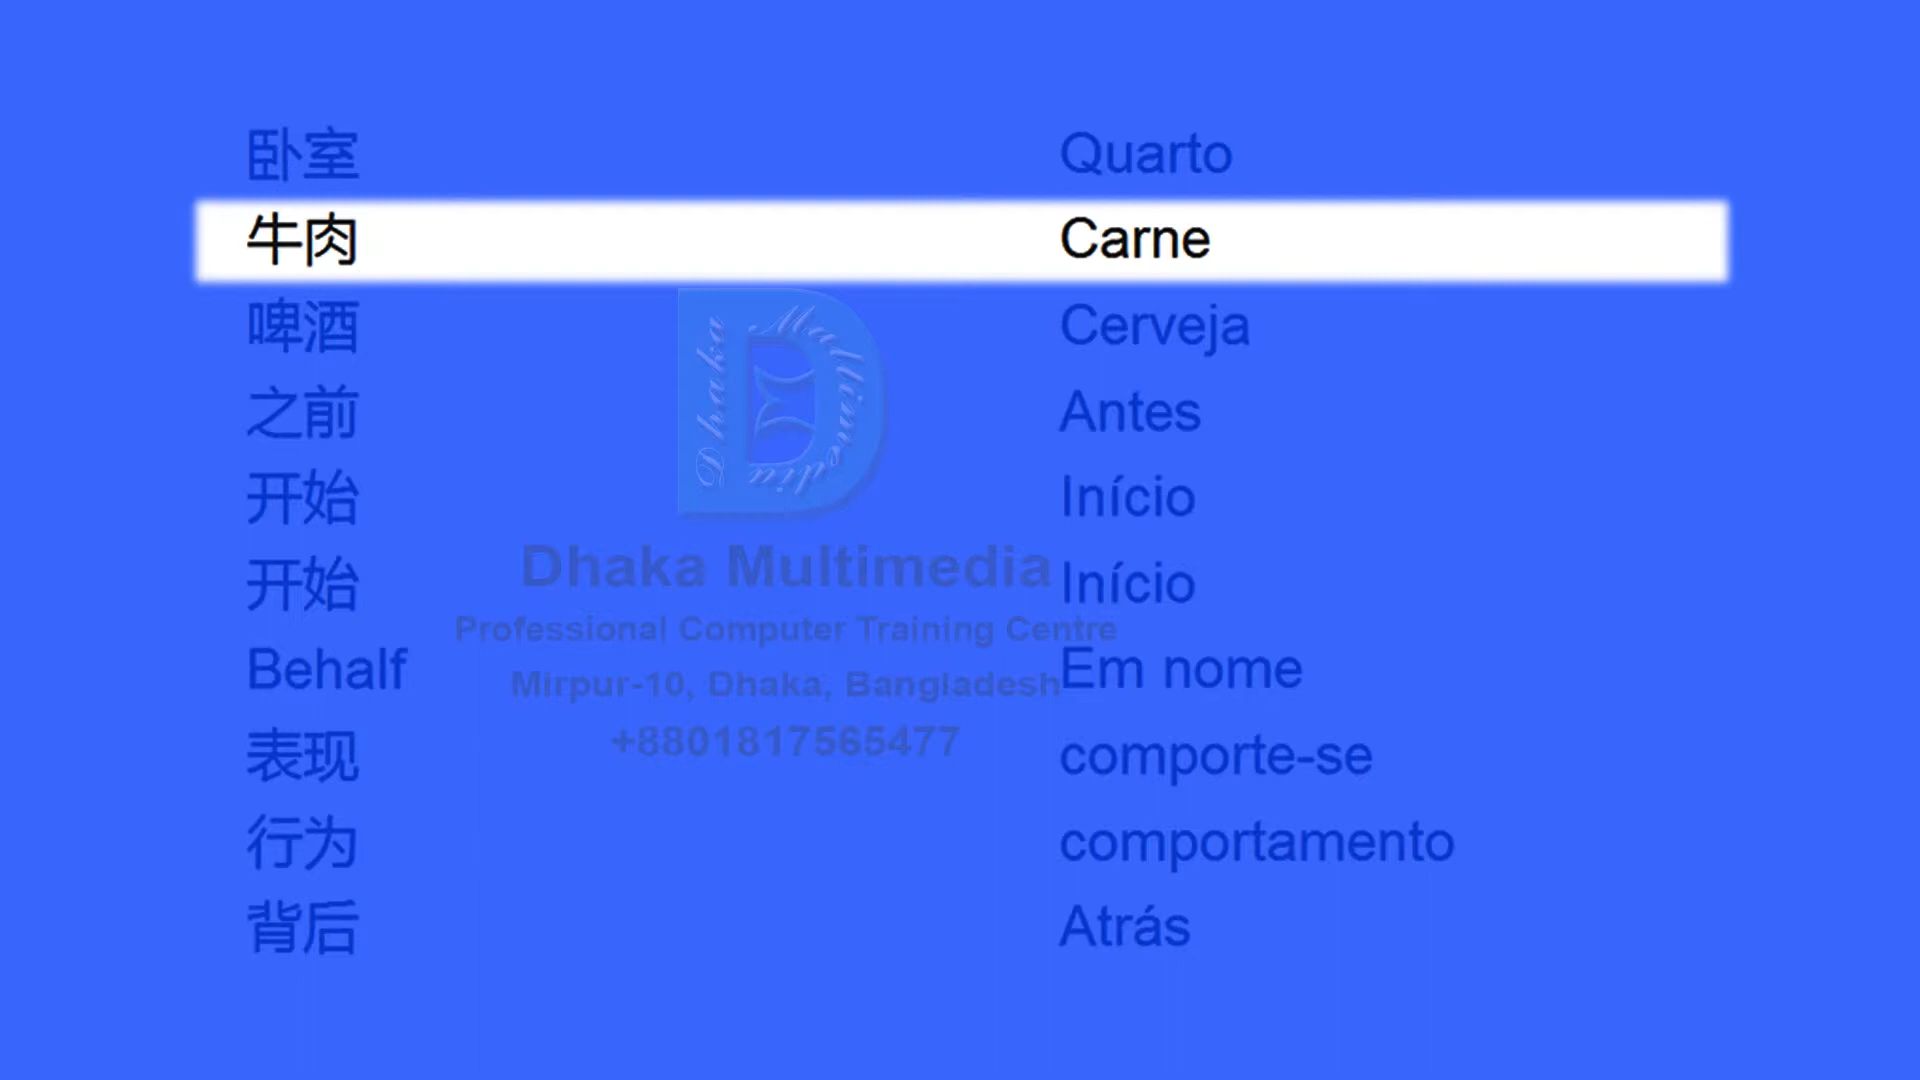 卧室 Quarto
牛肉 Carne
啤酒 Cerveja
之前 Antes
开始 Início
开始 Início
Behalf Em nome
表现 comporte-se
行为 comportamento
背后 Atrás
Dhaka Multimedia
Dhaka Multimedia
Professional Computer Training Centre
Mirpur-10, Dhaka, Bangladesh
+8801817565477